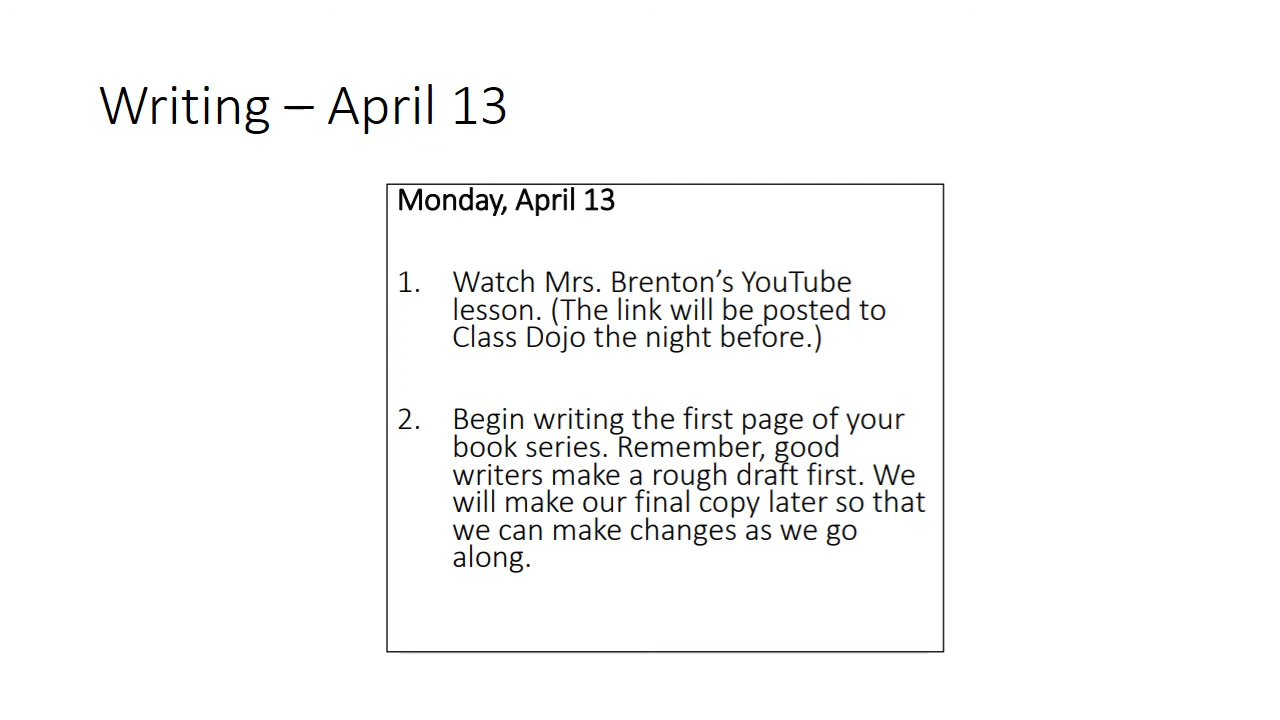 Writing – April 13
Monday, April 13
1. Watch Mrs. Brenton’s YouTube
lesson. (The link will be posted to
Class Dojo the night before.)
2. Begin writing the first page of your
book series. Remember, good
writers make a rough draft first. We
will make our final copy later so that
we can make changes as we go
along.